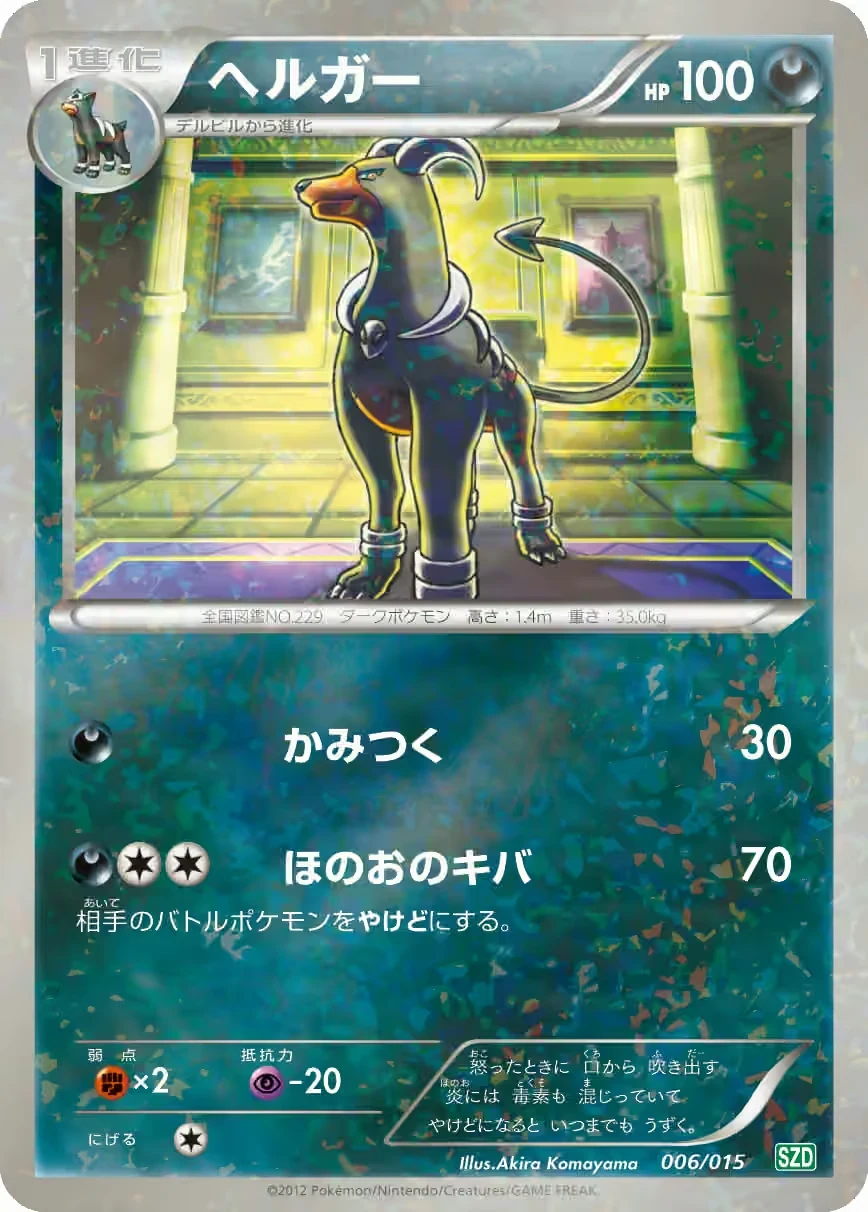 1進化
ヘルガー
HP 100
デルビルから進化
全国図鑑NO.229 ダークポケモン 高さ:1.4m 重さ:35.0kg
かみつく 30
ほのおのキバ 70
あいて
相手のバトルポケモンをやけどにする。
弱点 抵抗力
×2 -20
にげる
おこ くち ふ だ
怒ったときに 口から 吹き出す
ほのお どくそ ま
炎には 毒素も 混じっていて
やけどになると いつまでも うずく。
Illus.Akira Komayama 006/015 SZD
©2012 Pokémon/Nintendo/Creatures/GAME FREAK.